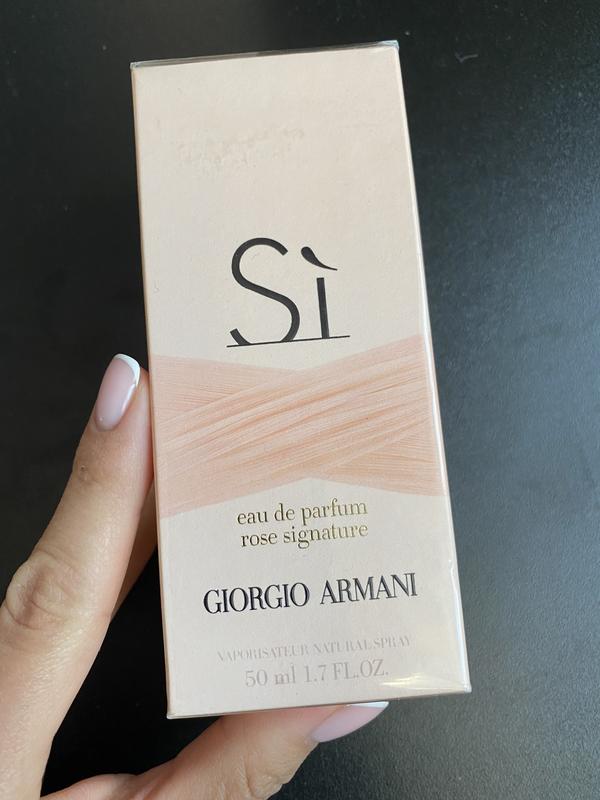 Sì
eau de parfum
rose signature
GIORGIO ARMANI
VAPORISATEUR NATURAL SPRAY
50 ml 1.7 FL.OZ.